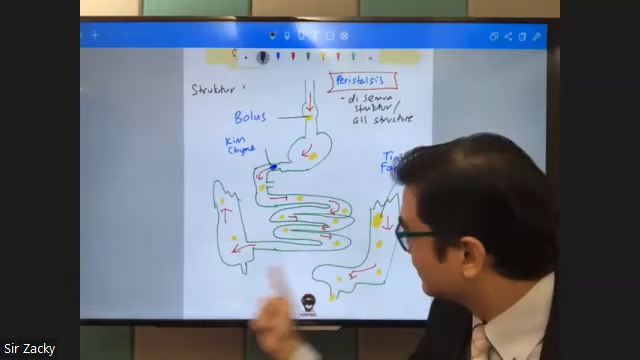 Struktur :
Peristalsis
- di semua
struktur/
all structure
Bolus
Kim
Chyme
Sir Zacky